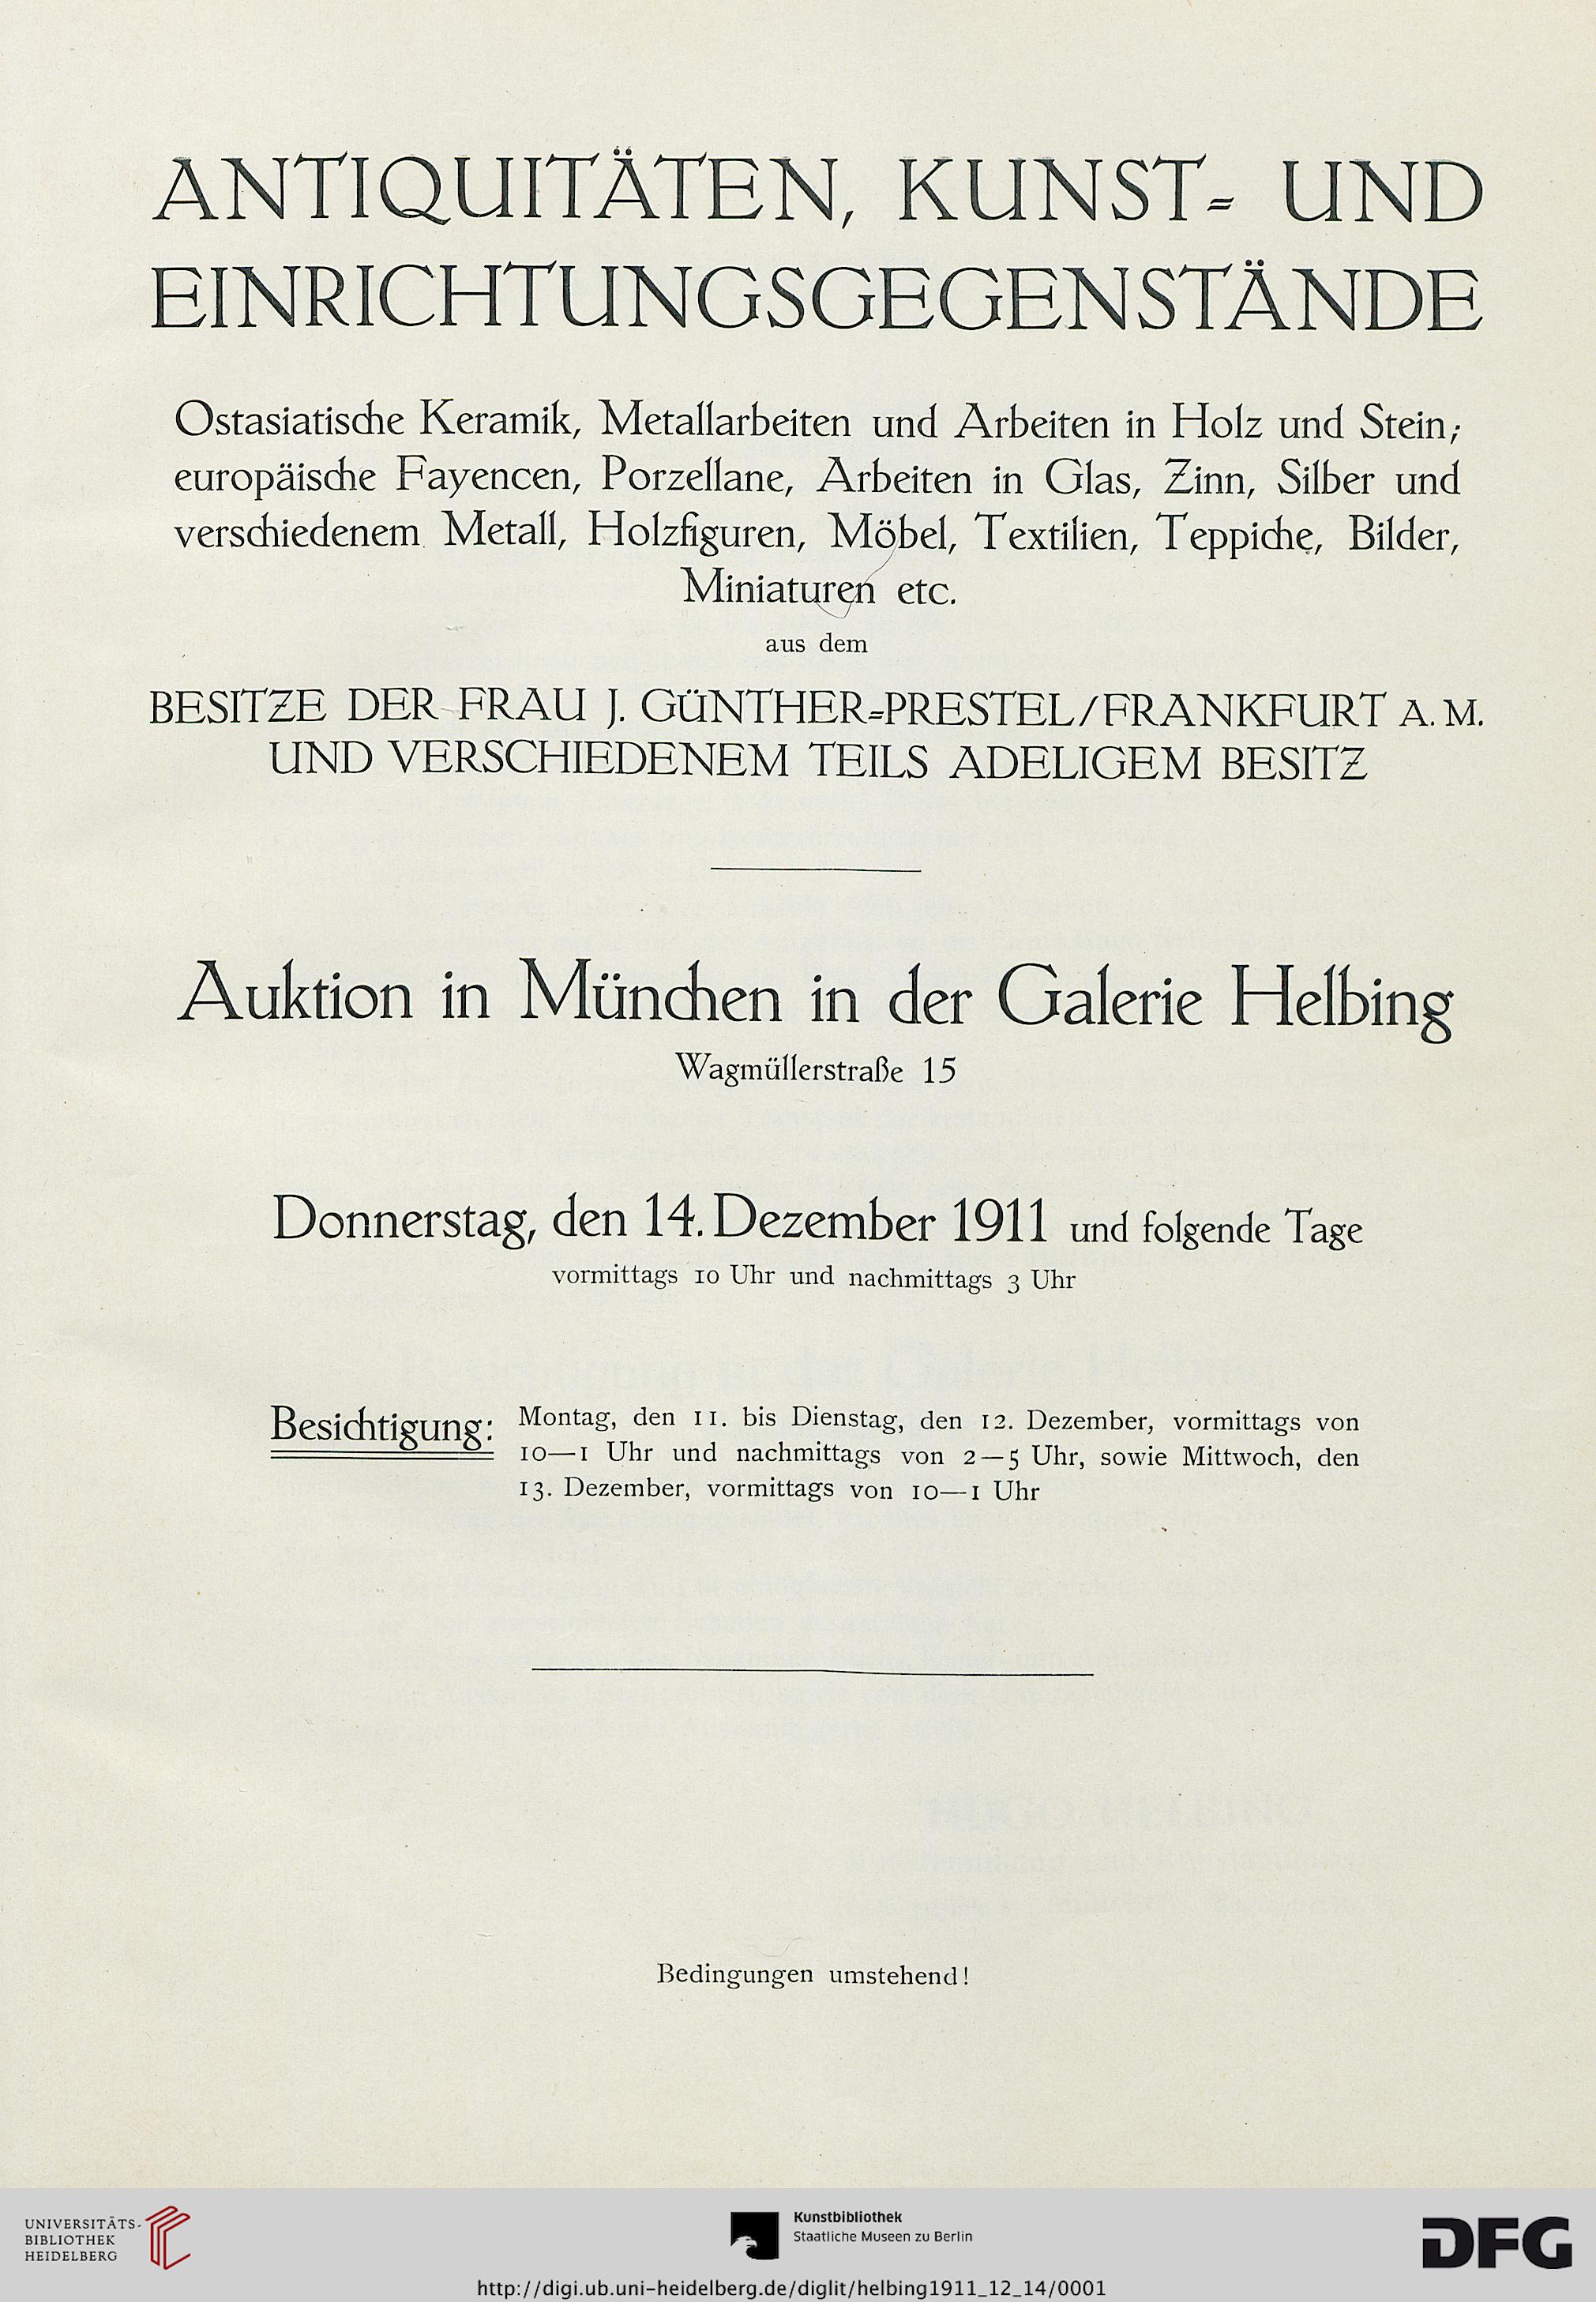 ANTIQUITÄTEN, KUNST- UND
EINRICHTUNGSGEGENSTÄNDE
Ostasiatische Keramik, Metallarbeiten und Arbeiten in Holz und Stein;
europäische Fayencen, Porzellane, Arbeiten in Glas, Zinn, Silber und
verschiedenem Metall, Holzfiguren, Möbel, Textilien, Teppiche, Bilder,
Miniaturen etc.
aus dem
BESITZE DER FRAU J. GÜNTHER-PRESTEL/FRANKFURT A. M.
UND VERSCHIEDENEM TEILS ADELIGEM BESITZ
Auktion in München in der Galerie Helbing
Wagmüllerstraße 15
Donnerstag, den 14. Dezember 1911 und folgende Tage
vormittags 10 Uhr und nachmittags 3 Uhr
Besichtigung: Montag, den 11. bis Dienstag, den 12. Dezember, vormittags von
10—1 Uhr und nachmittags von 2—5 Uhr, sowie Mittwoch, den
13. Dezember, vormittags von 10—1 Uhr
Bedingungen umstehend!
UNIVERSITÄTS-
BIBLIOTHEK
HEIDELBERG
Kunstbibliothek
Staatliche Museen zu Berlin
DFG
http://digi.ub.uni-heidelberg.de/diglit/helbing1911_12_14/0001